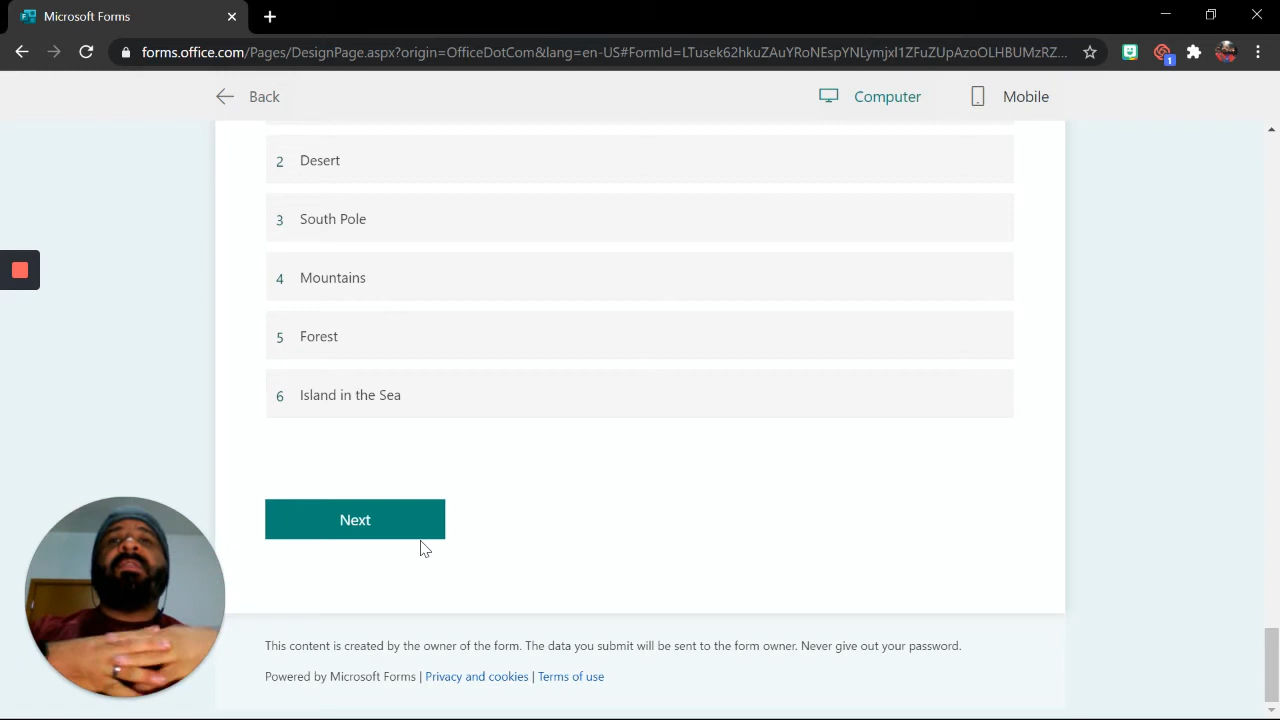 Microsoft Forms
forms.office.com/Pages/DesignPage.aspx?origin=OfficeDotCom&lang=en-US#FormId=LTusek62hkuZAuYRoNEspYNLymjxI1ZFuZUpAzoOLHBUMzRZ...
1
Back
Computer
Mobile
2 Desert
3 South Pole
4 Mountains
5 Forest
6 Island in the Sea
Next
This content is created by the owner of the form. The data you submit will be sent to the form owner. Never give out your password.
Powered by Microsoft Forms | Privacy and cookies | Terms of use